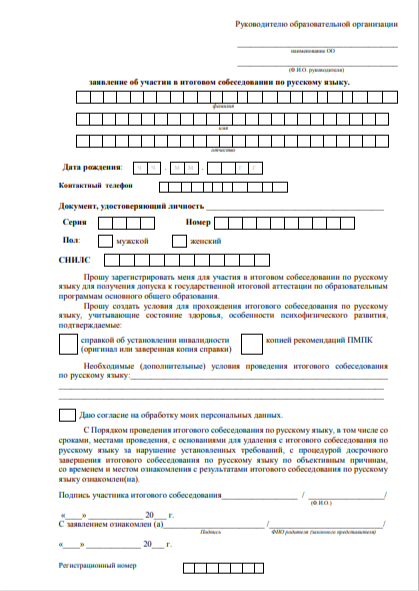 Руководителю образовательной организации
наименование ОО
(Ф.И.О. руководителя)
заявление об участии в итоговом собеседовании по русскому языку.
фамилия
имя
отчество
Дата рождения:
ч ч . м м . г г
Контактный телефон
Документ, удостоверяющий личность
Серия Номер
Пол: мужской женский
СНИЛС
Прошу зарегистрировать меня для участия в итоговом собеседовании по русскому
языку для получения допуска к государственной итоговой аттестации по образовательным
программам основного общего образования.
Прошу создать условия для прохождения итогового собеседования по русскому
языку, учитывающие состояние здоровья, особенности психофизического развития,
подтверждаемые:
справкой об установлении инвалидности копией рекомендаций ПМПК
(оригинал или заверенная копия справки)
Необходимые (дополнительные) условия проведения итогового собеседования
по русскому языку:
Даю согласие на обработку моих персональных данных.
С Порядком проведения итогового собеседования по русскому языку, в том числе со
сроками, местами проведения, с основаниями для удаления с итогового собеседования по
русскому языку за нарушение установленных требований, с процедурой досрочного
завершения итогового собеседования по русскому языку по объективным причинам,
со временем и местом ознакомления с результатами итогового собеседования по русскому
языку ознакомлен(на).
Подпись участника итогового собеседования____________ / ____________/
(Ф.И.О.)
«____» ____________ 20___ г.
С заявлением ознакомлен (а)____________ /____________/
Подпись ФИО родителя (законного представителя)
«____» ____________ 20___ г.
Регистрационный номер